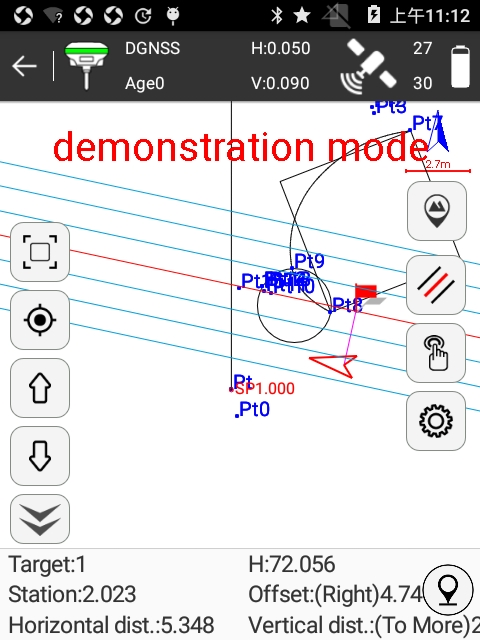 上午11:12
DGNSS H:0.050 27
Age0 V:0.090 30
Pt3
Pt7
demonstration mode
2.7m
Pt9
Pt8
Pt
SP1.000
Pt0
Target:1 H:72.056
Station:2.023 Offset:(Right)4.74
Horizontal dist.:5.348 Vertical dist.:(To More)2